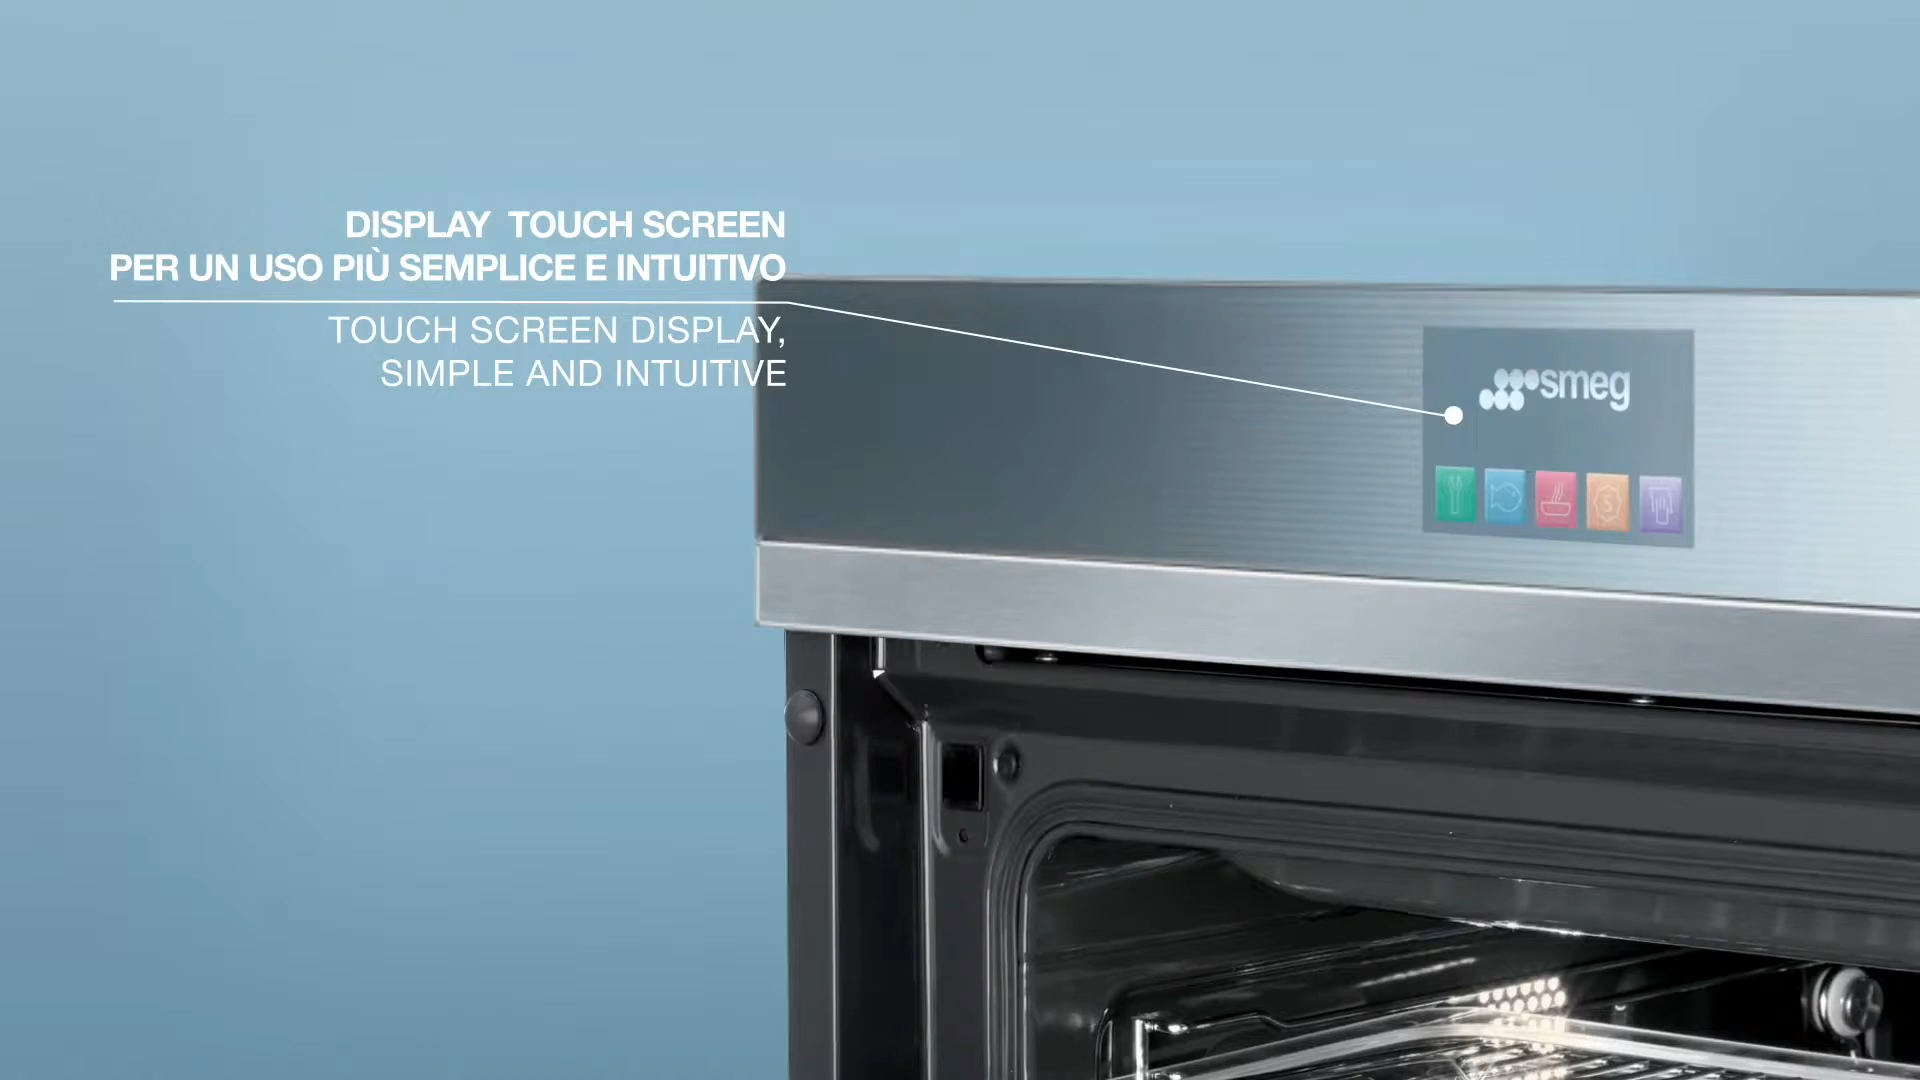 DISPLAY TOUCH SCREEN
PER UN USO PIÙ SEMPLICE E INTUITIVO
TOUCH SCREEN DISPLAY,
SIMPLE AND INTUITIVE
smeg
S